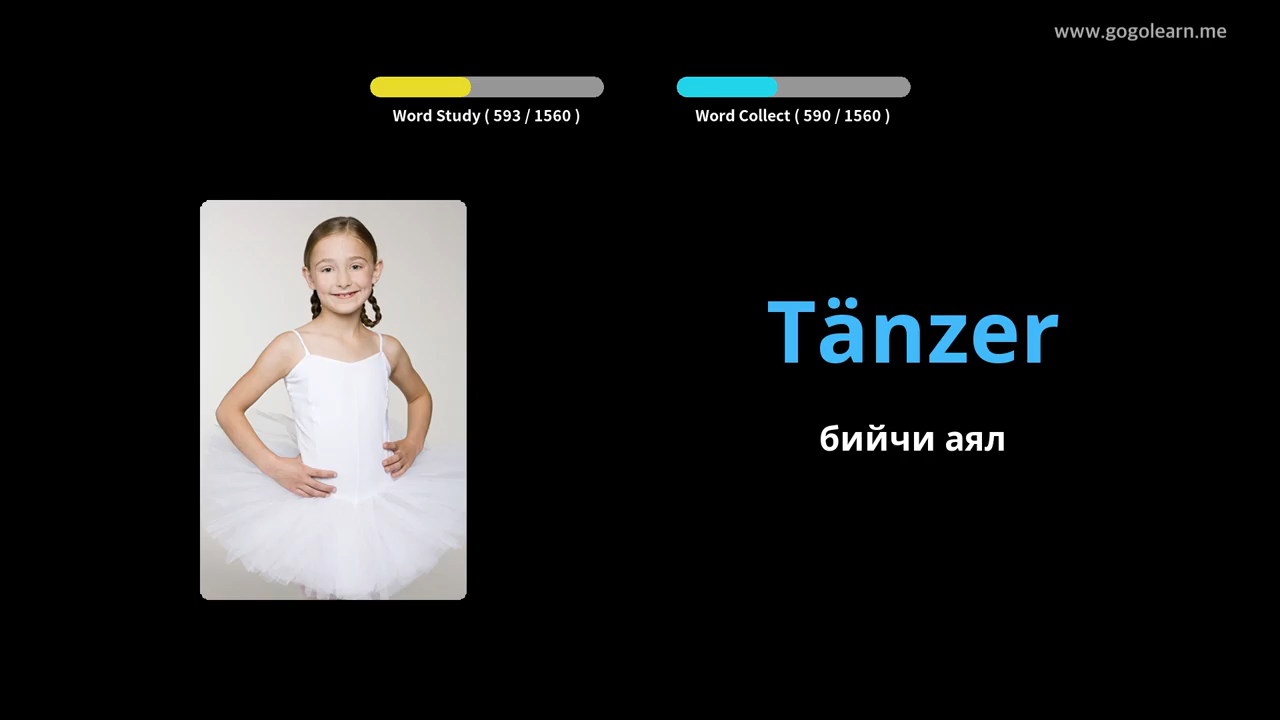 www.gogolearn.me
Word Study ( 593 / 1560 )
Word Collect ( 590 / 1560 )
Tänzer
бийчи аял